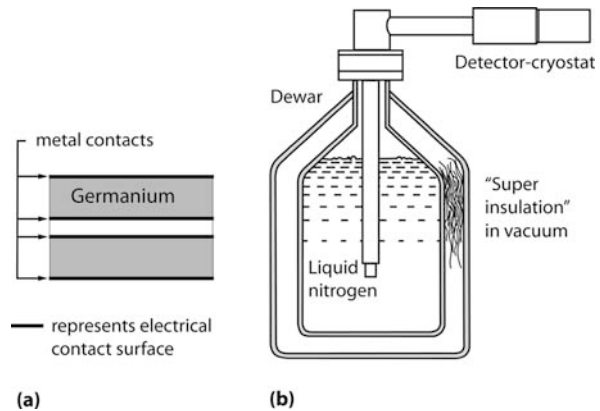 metal contacts
Germanium
represents electrical
contact surface
(a)
Detector-cryostat
Dewar
"Super
insulation"
in vacuum
Liquid
nitrogen
(b)